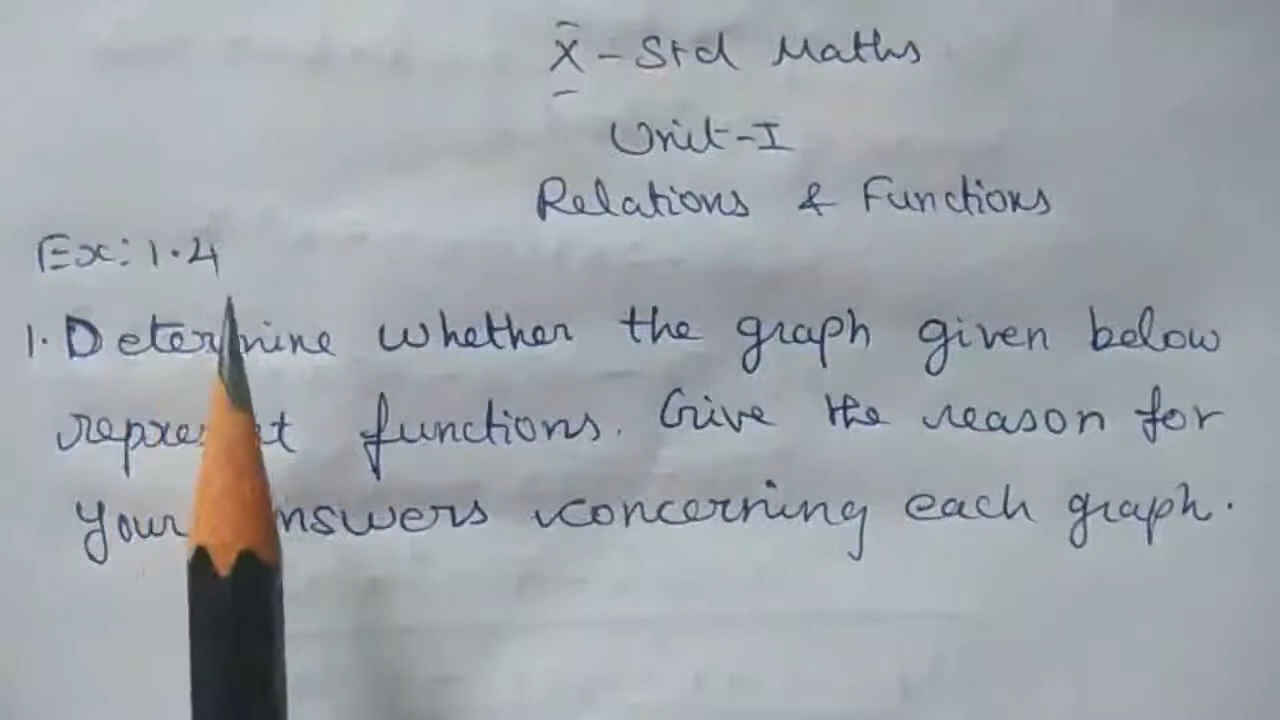 X - Std Maths
Unit-I
Relations & Functions
Ex: 1.4
1. Determine whether the graph given below
represent functions. Give the reason for
your answers concerning each graph.